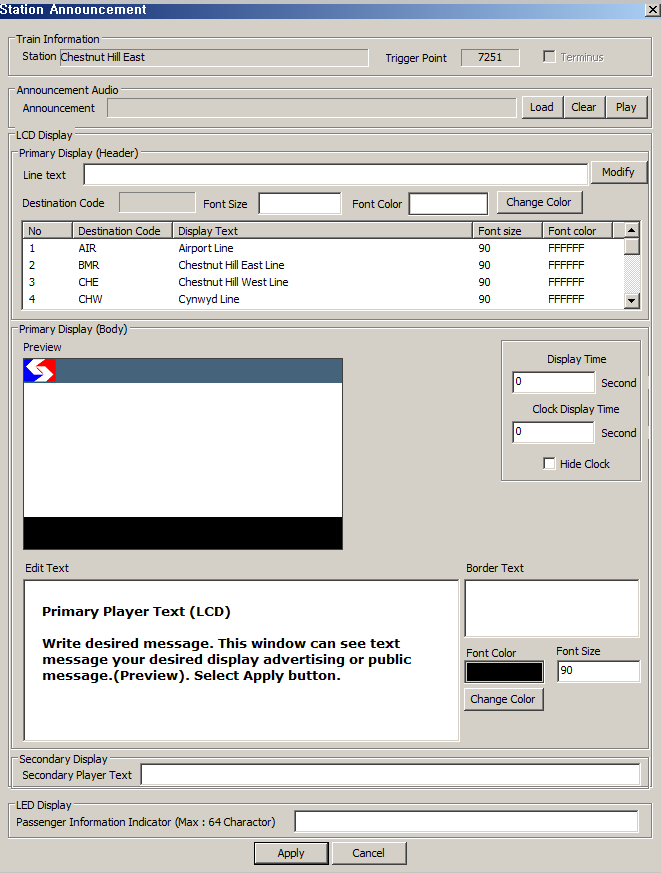 Station Announcement
Train Information
Station Chestnut Hill East Trigger Point 7251 Terminus
Announcement Audio
Announcement Load Clear Play
LCD Display
Primary Display (Header)
Line text Modify
Destination Code Font Size Font Color Change Color
No Destination Code Display Text Font size Font color
1 AIR Airport Line 90 FFFFFF
2 BMR Chestnut Hill East Line 90 FFFFFF
3 CHE Chestnut Hill West Line 90 FFFFFF
4 CHW Cynwyd Line 90 FFFFFF
Primary Display (Body)
Preview
Display Time
0 Second
Clock Display Time
0 Second
Hide Clock
Edit Text Border Text
Primary Player Text (LCD)
Write desired message. This window can see text
message your desired display advertising or public
message.(Preview). Select Apply button.
Font Color Font Size
90
Change Color
Secondary Display
Secondary Player Text
LED Display
Passenger Information Indicator (Max : 64 Charactor)
Apply Cancel